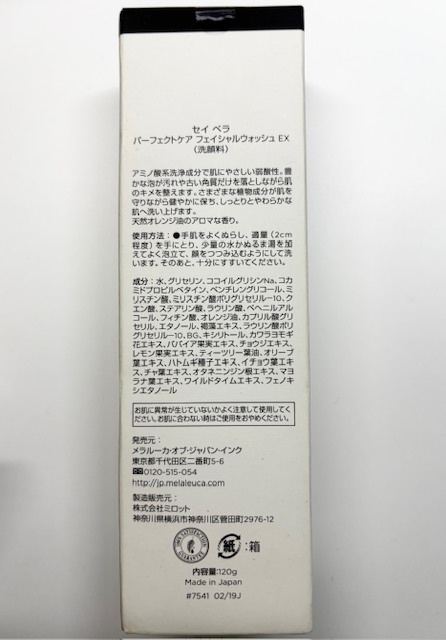 セイ ベラ
パーフェクトケア フェイシャルウォッシュ EX
(洗顔料)
アミノ酸系洗浄成分で肌にやさしい弱酸性。豊
かな泡が汚れや古い角質だけを落としながら肌
のキメを整えます。さまざまな植物成分が肌を
守りながら健やかに保ち、しっとりとやわらかな
肌へ洗い上げます。
天然オレンジ油のアロマな香り。
使用方法：●手肌をよくぬらし、適量(2cm
程度)を手にとり、少量の水かぬるま湯を加
えてよく泡立て、顔をつつみ込むようにして洗
います。そのあと、十分にすすいでください。
成分：水、グリセリン、ココイルグリシンNa、コカ
ミドプロピルベタイン、ペンチレングリコール、ミ
リスチン酸、ミリスチン酸ポリグリセリル-10、ク
エン酸、ステアリン酸、ラウリン酸、ベヘニルアル
コール、フィチン酸、オレンジ油、カプリル酸グリ
セリル、エタノール、褐藻エキス、ラウリン酸ポリ
グリセリル-10、BG、キシリトール、カワラヨモギ
花エキス、パパイア果実エキス、チョウジエキス、
レモン果実エキス、ティーツリー葉油、オリーブ
葉エキス、ハトムギ種子エキス、イチョウ葉エキ
ス、チャ葉エキス、オタネニンジン根エキス、マヨ
ラナ葉エキス、ワイルドタイムエキス、フェノキ
シエタノール
お肌に異常が生じていないかよく注意して使用してく
ださい。お肌に合わない時はご使用をおやめください。
発売元：
メラルーカ・オブ・ジャパン・インク
東京都千代田区二番町5-6
0120-515-054
http://jp.melaleuca.com
製造販売元：
株式会社ミロット
神奈川県横浜市神奈川区菅田町2976-12
100% SATISFACTION GUARANTEE
紙：箱
内容量:120g
Made in Japan
#7541 02/19J